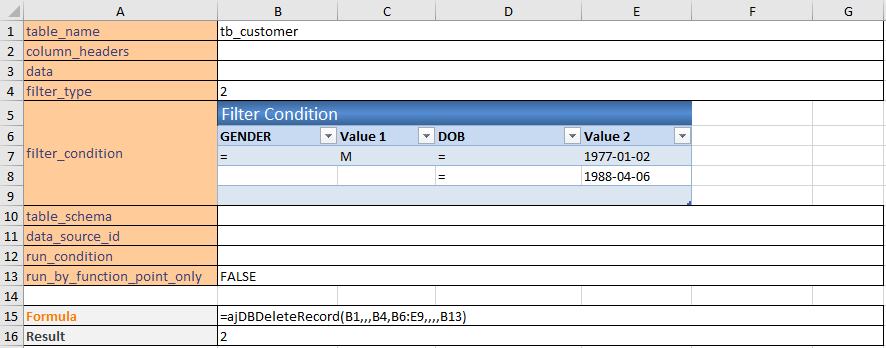 A B C D E F G
1 table_name tb_customer
2 column_headers
3 data
4 filter_type 2
5 Filter Condition
6 GENDER Value 1 DOB Value 2
filter_condition
7 = M = 1977-01-02
8 = 1988-04-06
9
10 table_schema
11 data_source_id
12 run_condition
13 run_by_function_point_only FALSE
14
15 Formula =ajDBDeleteRecord(B1,,,B4,B6:E9,,,,B13)
16 Result 2